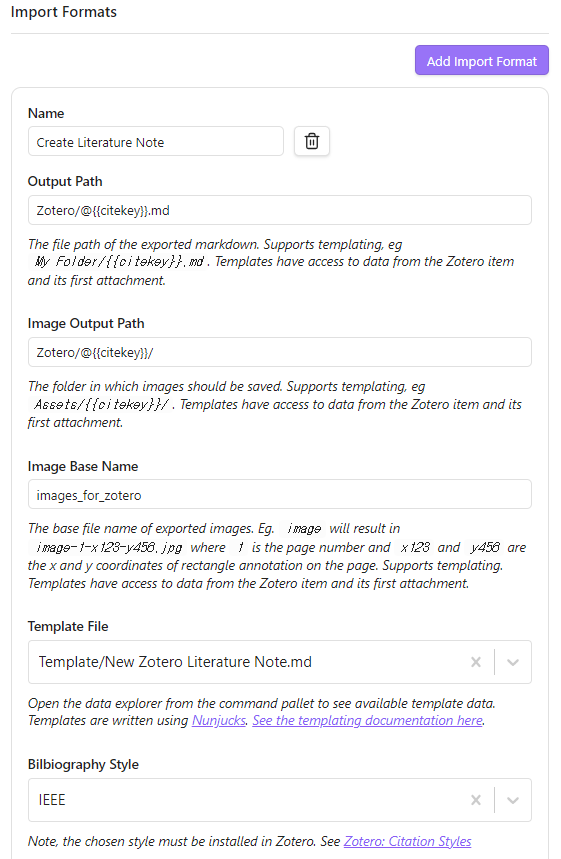 Import Formats
Add Import Format
Name
Create Literature Note
Output Path
Zotero/@{{citekey}}.md
The file path of the exported markdown. Supports templating, eg
My Folder/{{citekey}}.md . Templates have access to data from the Zotero item
and its first attachment.
Image Output Path
Zotero/@{{citekey}}/
The folder in which images should be saved. Supports templating, eg
Assets/{{citekey}}/ . Templates have access to data from the Zotero item and its
first attachment.
Image Base Name
images_for_zotero
The base file name of exported images. Eg. image will result in
image-1-x123-y456.jpg where 1 is the page number and x123 and y456 are
the x and y coordinates of rectangle annotation on the page. Supports templating.
Templates have access to data from the Zotero item and its first attachment.
Template File
Template/New Zotero Literature Note.md
Open the data explorer from the command pallet to see available template data.
Templates are written using Nunjucks. See the templating documentation here.
Bilbiography Style
IEEE
Note, the chosen style must be installed in Zotero. See Zotero: Citation Styles